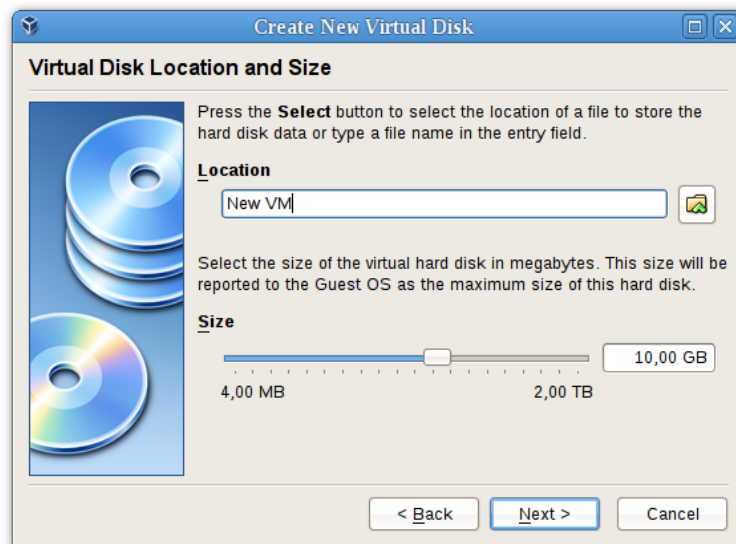 Create New Virtual Disk
Virtual Disk Location and Size
Press the Select button to select the location of a file to store the
hard disk data or type a file name in the entry field.
Location
New VM
Select the size of the virtual hard disk in megabytes. This size will be
reported to the Guest OS as the maximum size of this hard disk.
Size
10,00 GB
4,00 MB 2,00 TB
< Back Next > Cancel